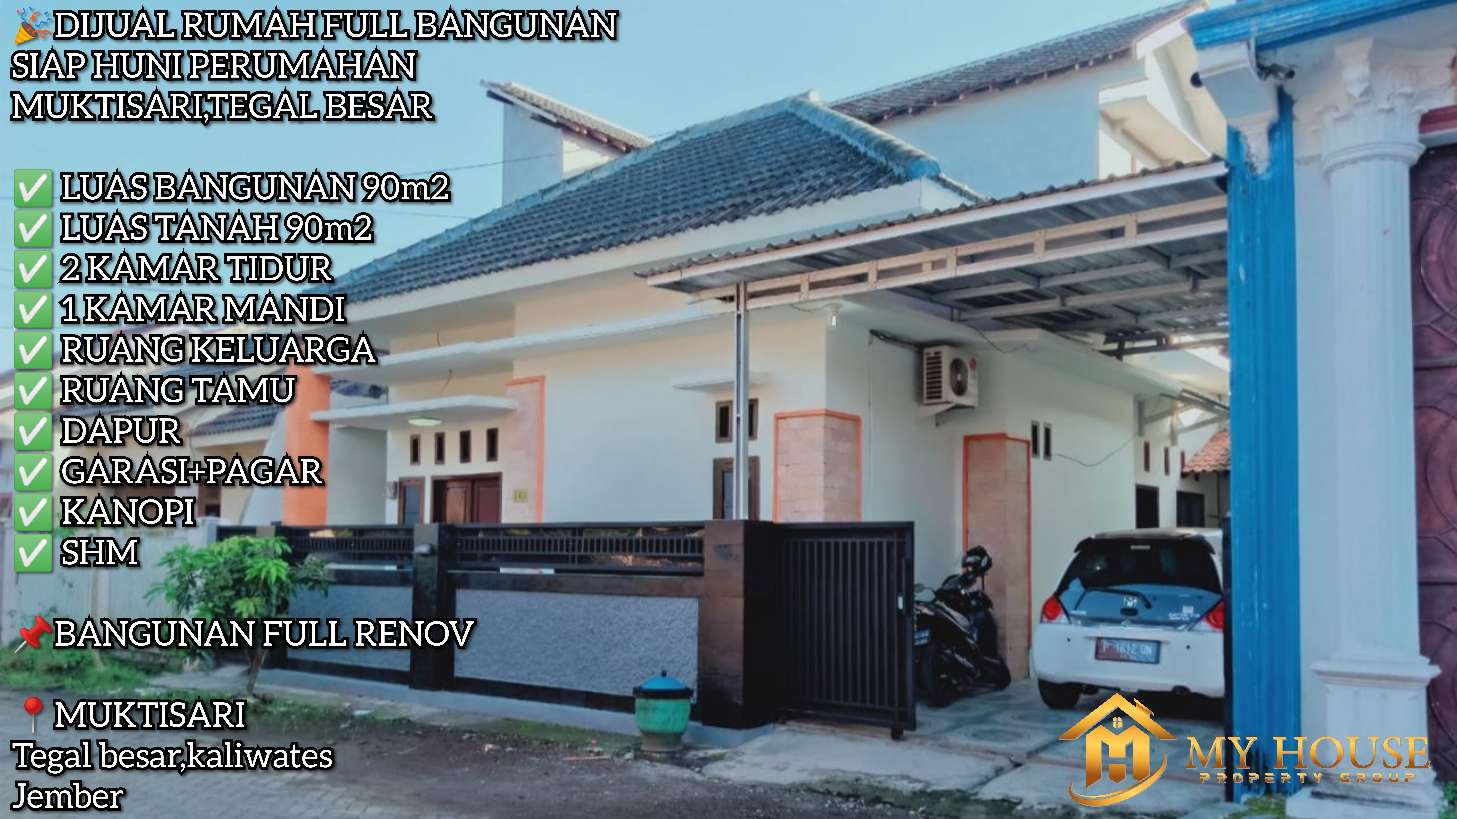 🎉DIJUAL RUMAH FULL BANGUNAN
SIAP HUNI PERUMAHAN
MUKTISARI,TEGAL BESAR
✅ LUAS BANGUNAN 90m2
✅ LUAS TANAH 90m2
✅ 2 KAMAR TIDUR
✅ 1 KAMAR MANDI
✅ RUANG KELUARGA
✅ RUANG TAMU
✅ DAPUR
✅ GARASI+PAGAR
✅ KANOPI
✅ SHM
📌BANGUNAN FULL RENOV
📍MUKTISARI
Tegal besar,kaliwates
Jember
MY HOUSE
PROPERTY GROUP